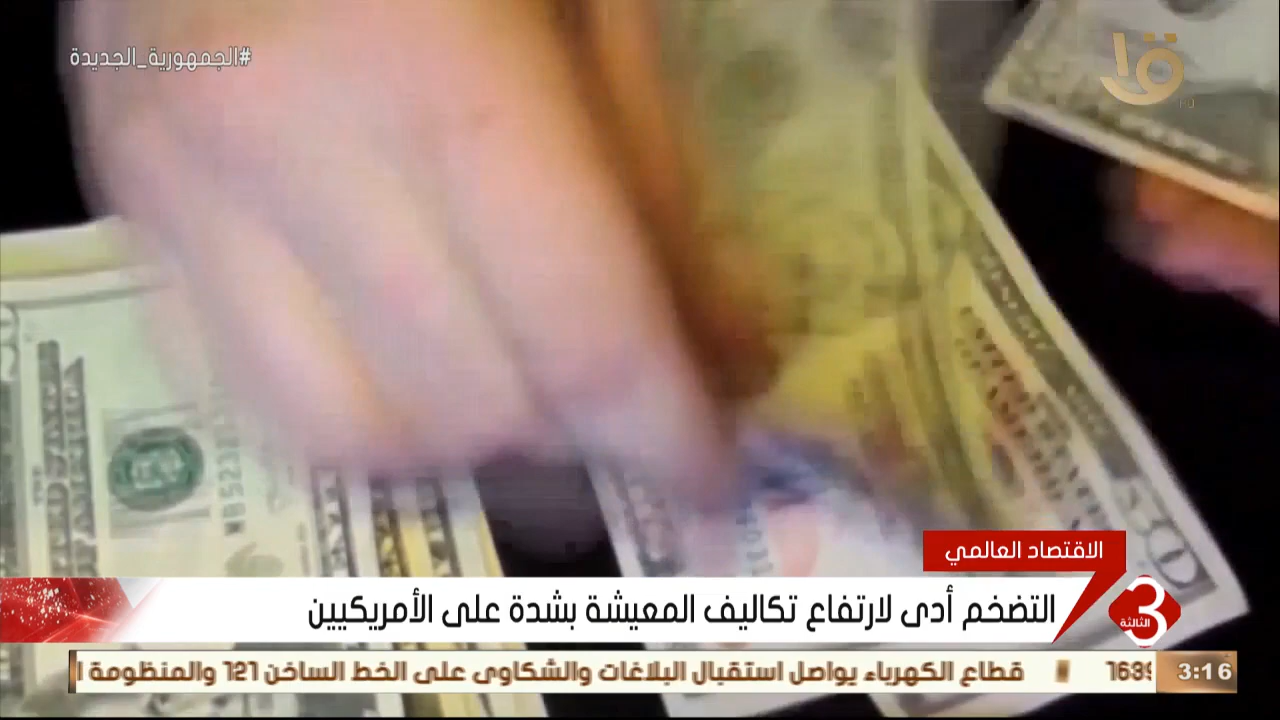 #الجمهورية_الجديدة
الاقتصاد العالمي
التضخم أدى لارتفاع تكاليف المعيشة بشدة على الأمريكيين
3
الثالثة
قطاع الكهرباء يواصل استقبال البلاغات والشكاوى على الخط الساخن 121 والمنظومة ا
3:16